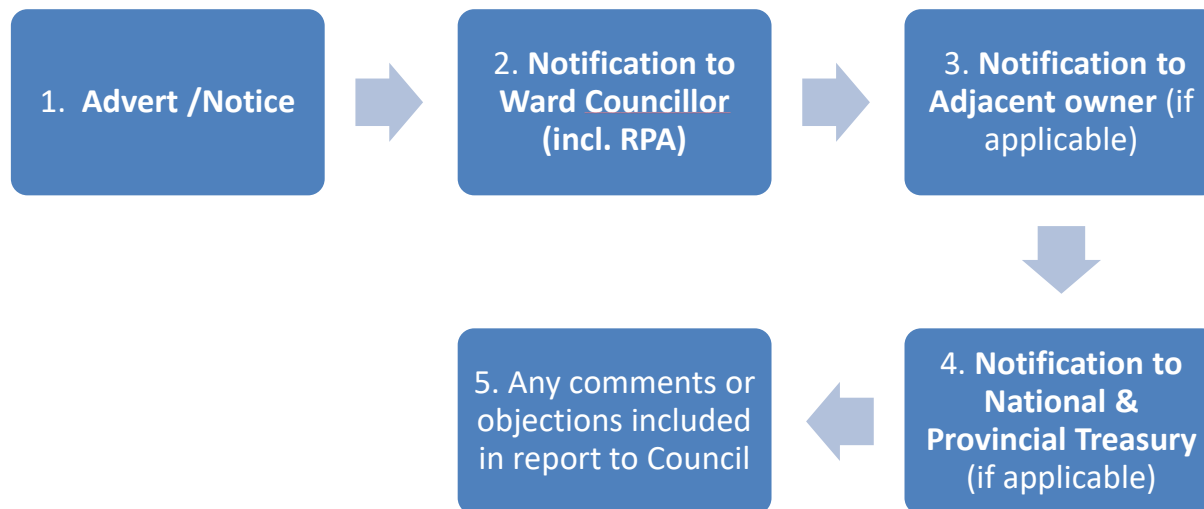 1. Advert /Notice
2. Notification to
Ward Councillor
(incl. RPA)
3. Notification to
Adjacent owner (if
applicable)
4. Notification to
National &
Provincial Treasury
(if applicable)
5. Any comments or
objections included
in report to Council